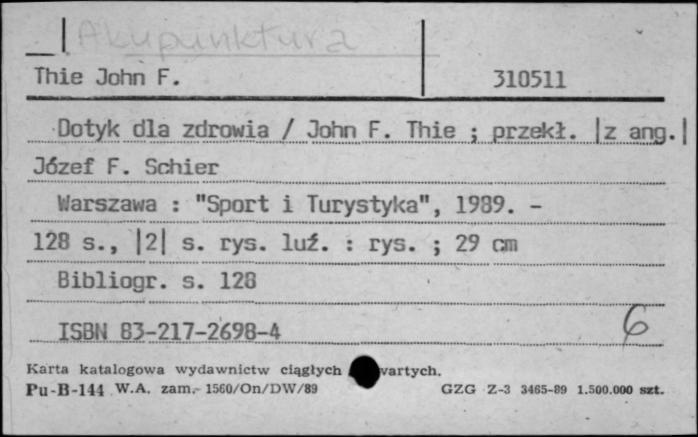 Akupunktura
Thie John F. 310511
Dotyk dla zdrowia / John F. Thie ; przekł. |z ang.|
Józef F. Schier
Warszawa : "Sport i Turystyka", 1989. -
128 s., |2| s. rys. luź. : rys. ; 29 cm
Bibliogr. s. 128
ISBN 83-217-2698-4 6
Karta katalogowa wydawnictw ciągłych wartych.
Pu-B-144 W.A. zam. 1560/On/DW/89 GZG Z-3 3465-89 1.500.000 szt.